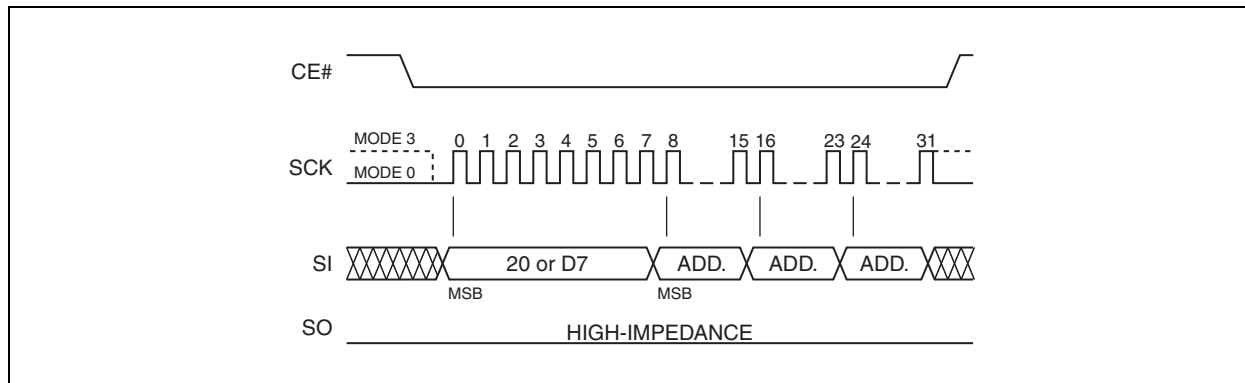 CE#
MODE 3
0 1 2 3 4 5 6 7 8 15 16 23 24 31
SCK
MODE 0
SI
20 or D7
ADD.
ADD.
ADD.
MSB
MSB
SO
HIGH-IMPEDANCE